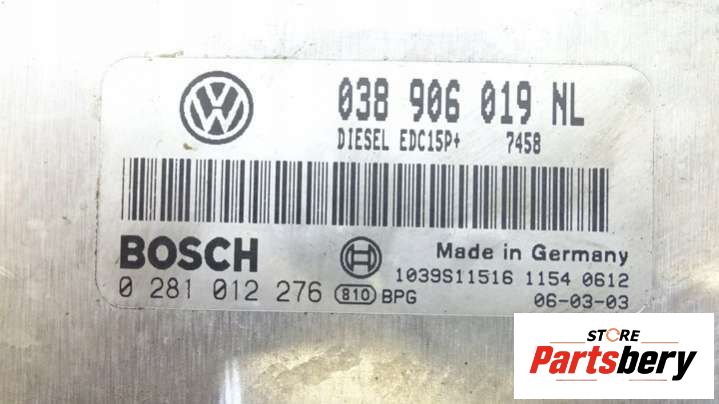 038 906 019 NL
DIESEL EDC15P+ 7458
BOSCH
Made in Germany
1039S11516 1154 0612
0 281 012 276 810 BPG 06-03-03
STORE
Partsbery